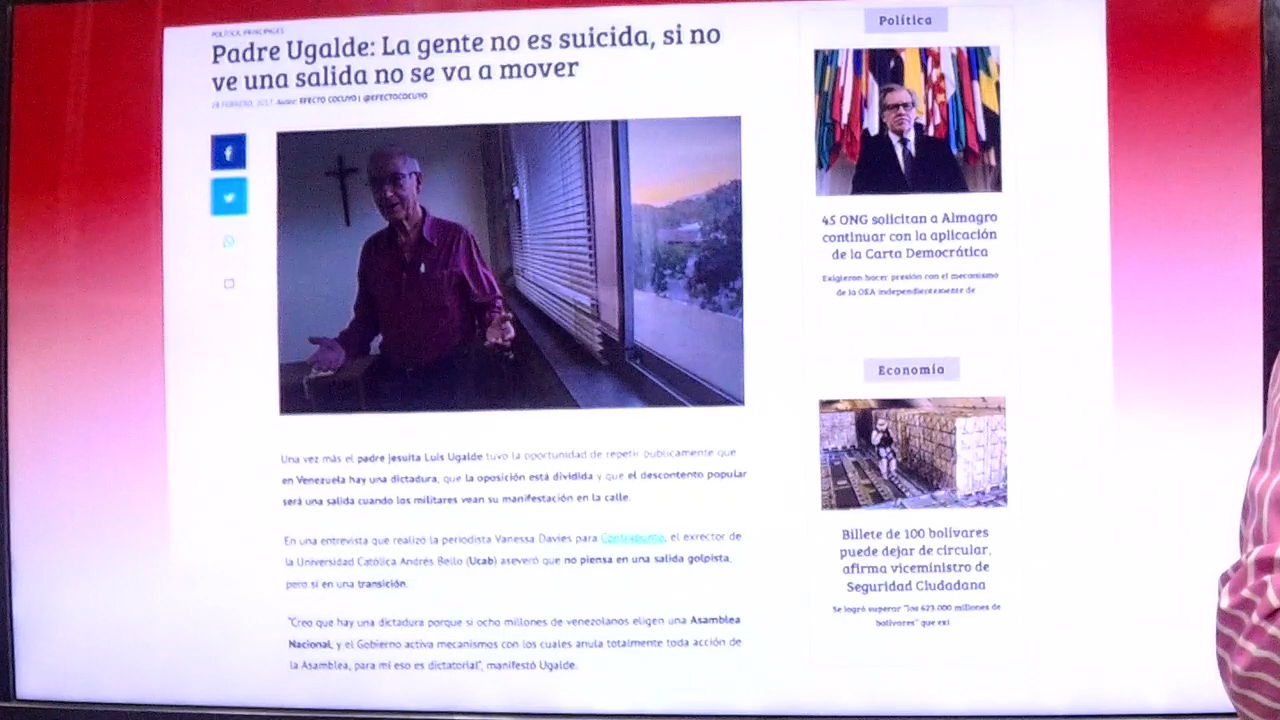 POLÍTICA, PRINCIPALES
Padre Ugalde: La gente no es suicida, si no
ve una salida no se va a mover
28 FEBRERO, 2017 Autor: EFECTO COCUYO | @EFECTOCOCUYO
Una vez más el padre jesuita Luis Ugalde tuvo la oportunidad de repetir públicamente que
en Venezuela hay una dictadura, que la oposición está dividida y que el descontento popular
será una salida cuando los militares vean su manifestación en la calle.
En una entrevista que realizó la periodista Vanessa Davies para Contrapunto, el exrector de
la Universidad Católica Andrés Bello (Ucab) aseveró que no piensa en una salida golpista,
pero sí en una transición.
"Creo que hay una dictadura porque si ocho millones de venezolanos eligen una Asamblea
Nacional, y el Gobierno activa mecanismos con los cuales anula totalmente toda acción de
la Asamblea, para mí eso es dictatorial", manifestó Ugalde.
Política
45 ONG solicitan a Almagro
continuar con la aplicación
de la Carta Democrática
Exigieron hacer presión con el mecanismo
de la OEA independientemente de
Economía
Billete de 100 bolívares
puede dejar de circular,
afirma viceministro de
Seguridad Ciudadana
Se logró superar "los 623.000 millones de
bolívares" que exi